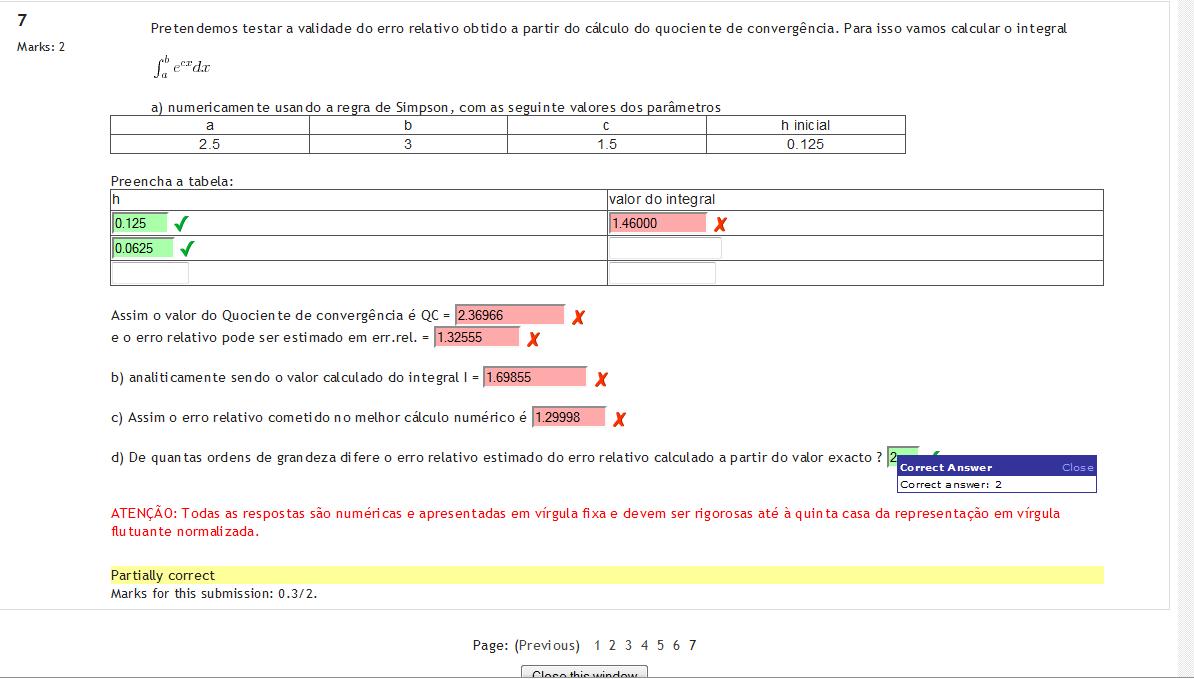 7
Marks: 2
Pretendemos testar a validade do erro relativo obtido a partir do cálculo do quociente de convergência. Para isso vamos calcular o integral
∫_a^b e^{cx} dx
a) numericamente usando a regra de Simpson, com as seguinte valores dos parâmetros
a b c h inicial
2.5 3 1.5 0.125
Preencha a tabela:
h valor do integral
0.125 1.46000
0.0625
Assim o valor do Quociente de convergência é QC = 2.36966
e o erro relativo pode ser estimado em err.rel. = 1.32555
b) analiticamente sendo o valor calculado do integral I = 1.69855
c) Assim o erro relativo cometido no melhor cálculo numérico é 1.29998
d) De quantas ordens de grandeza difere o erro relativo estimado do erro relativo calculado a partir do valor exacto ? 2
Correct Answer Close
Correct answer: 2
ATENÇÃO: Todas as respostas são numéricas e apresentadas em vírgula fixa e devem ser rigorosas até à quinta casa da representação em vírgula
flutuante normalizada.
Partially correct
Marks for this submission: 0.3/2.
Page: (Previous) 1 2 3 4 5 6 7
Close this window